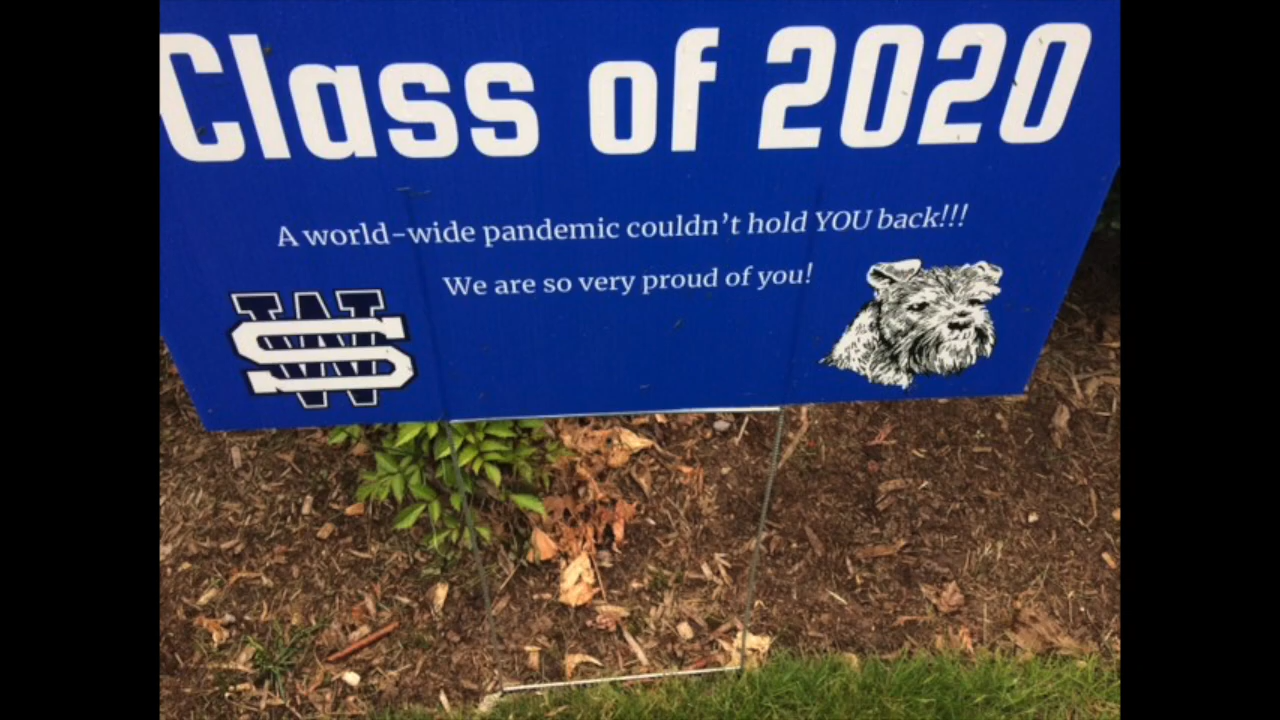 Class of 2020
A world-wide pandemic couldn't hold YOU back!!!
We are so very proud of you!
WS